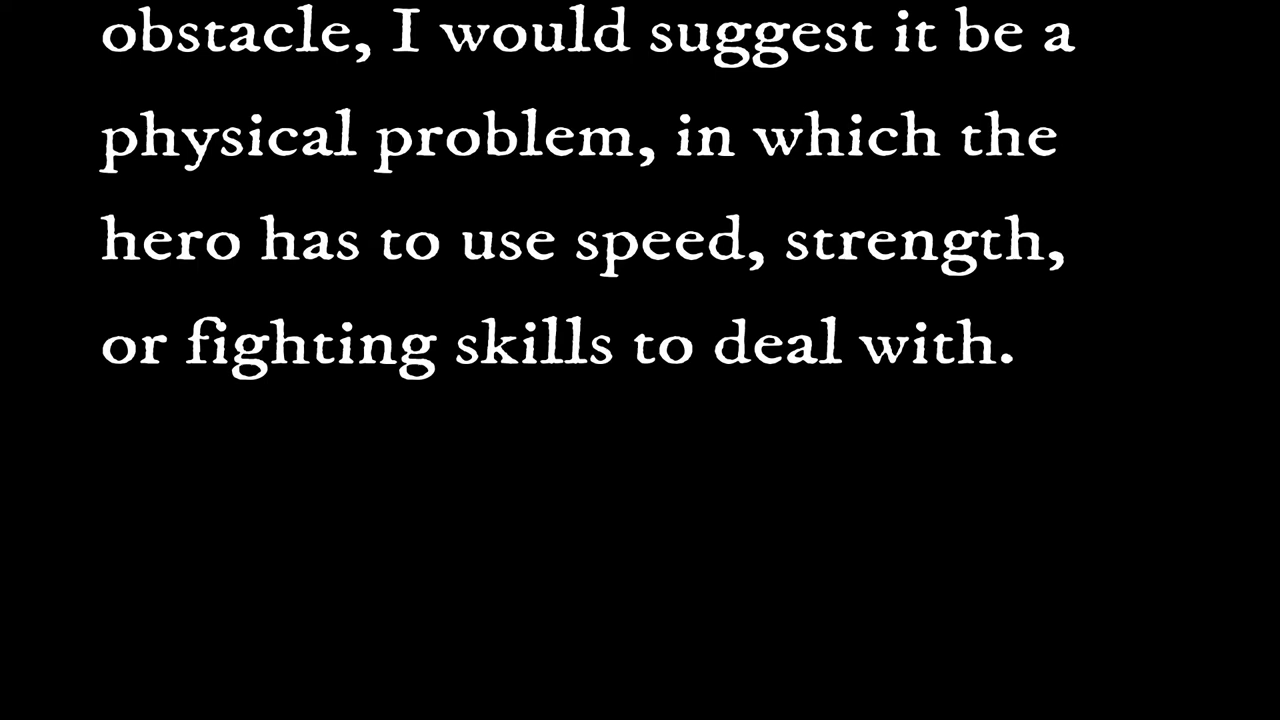 obstacle, I would suggest it be a
physical problem, in which the
hero has to use speed, strength,
or fighting skills to deal with.